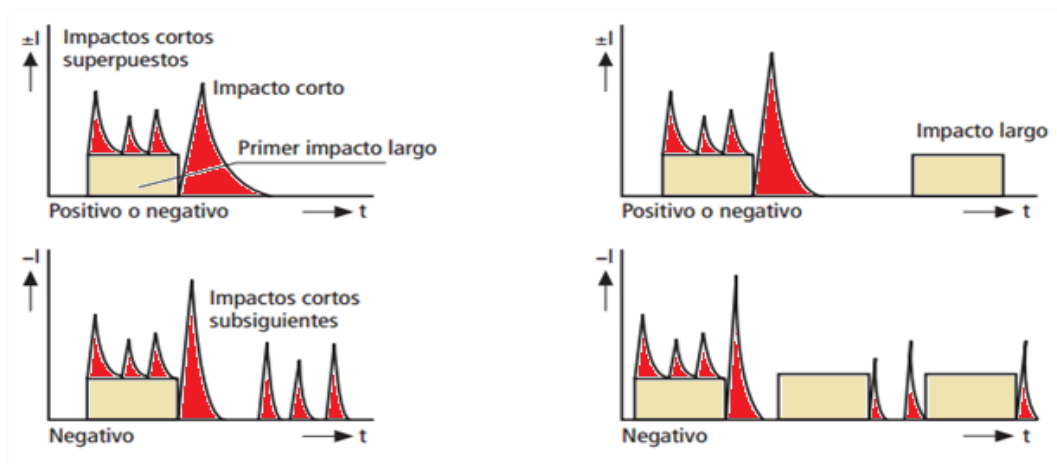 ±I
Impactos cortos
superpuestos
Impacto corto
Primer impacto largo
Positivo o negativo
t
±I
Impacto largo
Positivo o negativo
t
–I
Impactos cortos
subsiguientes
Negativo
t
–I
Negativo
t